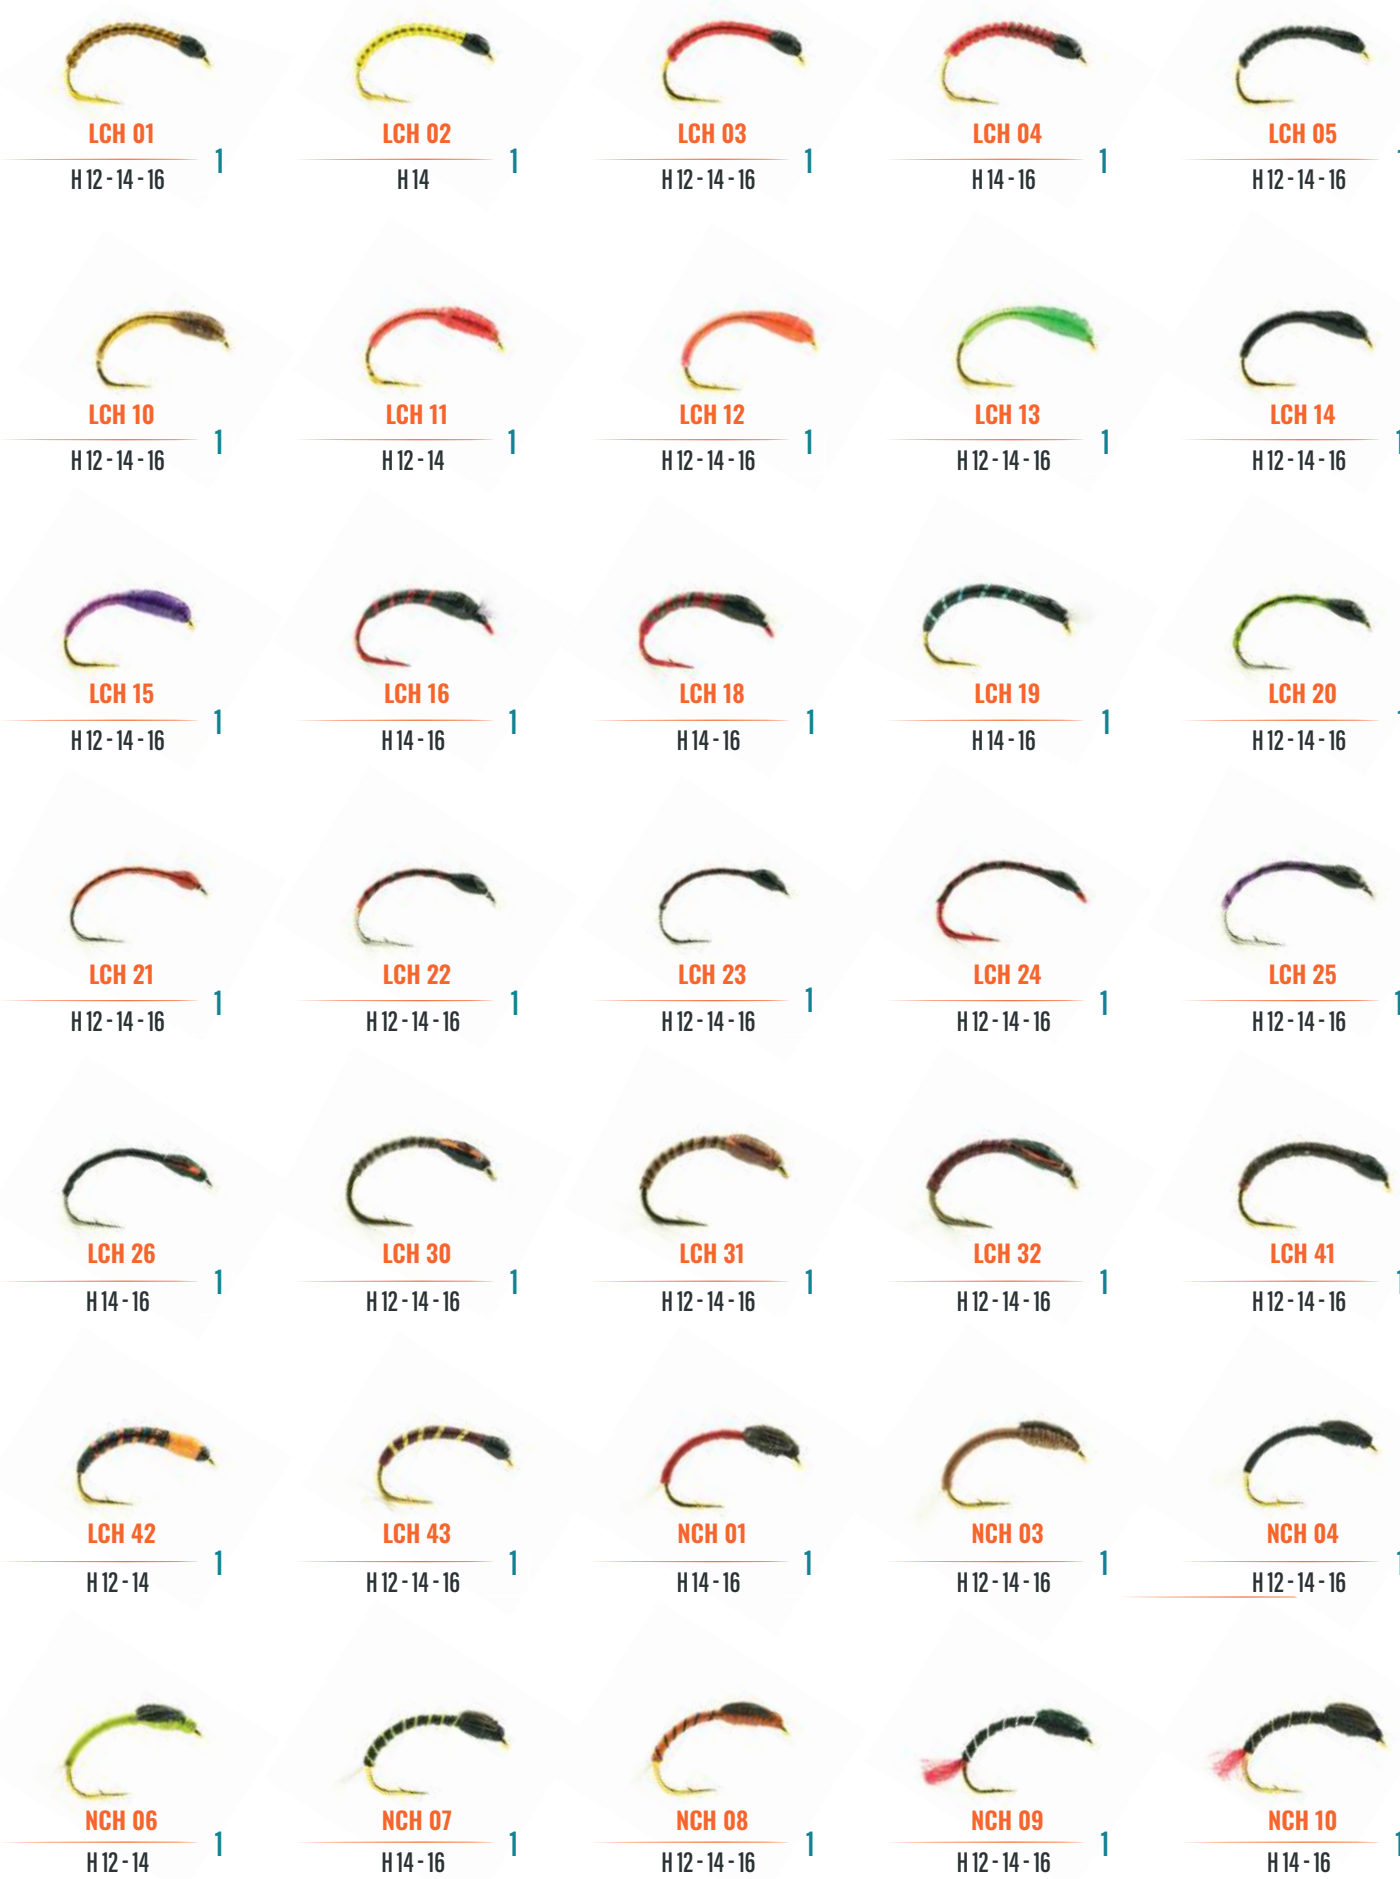 LCH 01 LCH 02 LCH 03 LCH 04 LCH 05
1 1 1 1 1
H 12 - 14 - 16 H 14 H 12 - 14 - 16 H 14 - 16 H 12 - 14 - 16
LCH 10 LCH 11 LCH 12 LCH 13 LCH 14
1 1 1 1 1
H 12 - 14 - 16 H 12 - 14 H 12 - 14 - 16 H 12 - 14 - 16 H 12 - 14 - 16
LCH 15 LCH 16 LCH 18 LCH 19 LCH 20
1 1 1 1 1
H 12 - 14 - 16 H 14 - 16 H 14 - 16 H 14 - 16 H 12 - 14 - 16
LCH 21 LCH 22 LCH 23 LCH 24 LCH 25
1 1 1 1 1
H 12 - 14 - 16 H 12 - 14 - 16 H 12 - 14 - 16 H 12 - 14 - 16 H 12 - 14 - 16
LCH 26 LCH 30 LCH 31 LCH 32 LCH 41
1 1 1 1 1
H 14 - 16 H 12 - 14 - 16 H 12 - 14 - 16 H 12 - 14 - 16 H 12 - 14 - 16
LCH 42 LCH 43 NCH 01 NCH 03 NCH 04
1 1 1 1 1
H 12 - 14 H 12 - 14 - 16 H 14 - 16 H 12 - 14 - 16 H 12 - 14 - 16
NCH 06 NCH 07 NCH 08 NCH 09 NCH 10
1 1 1 1 1
H 12 - 14 H 14 - 16 H 12 - 14 - 16 H 12 - 14 - 16 H 14 - 16